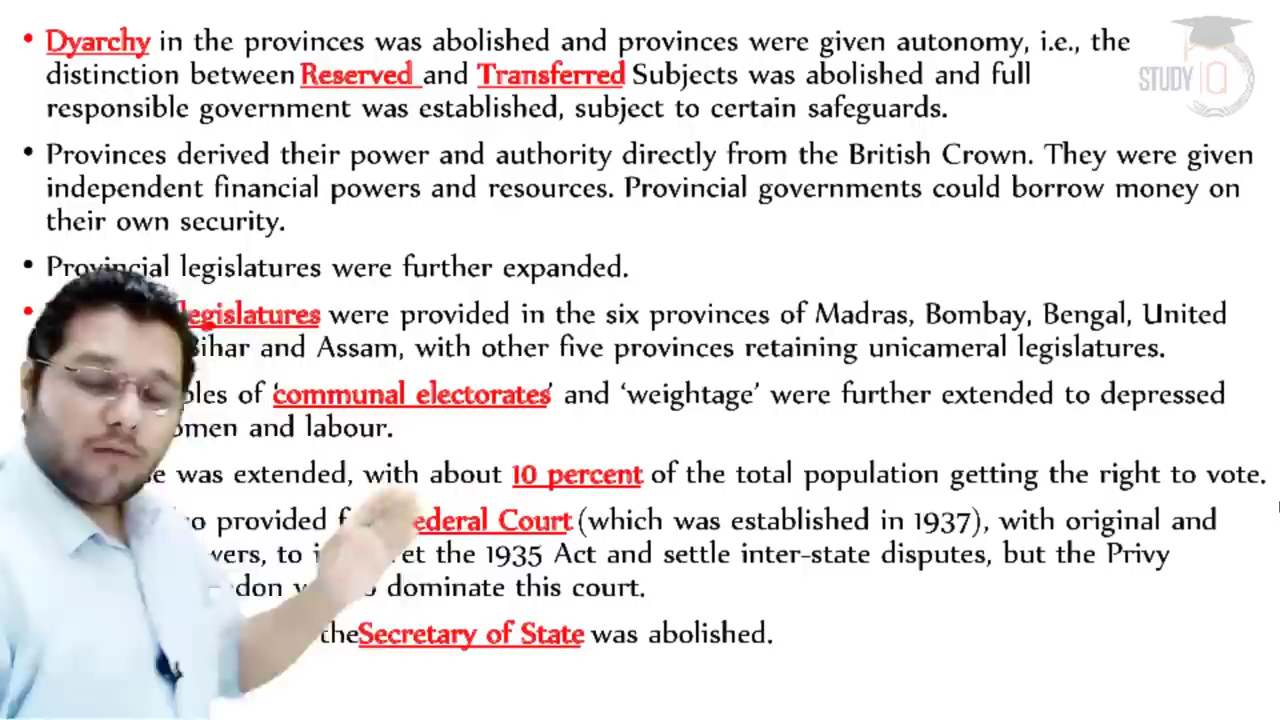 • Dyarchy in the provinces was abolished and provinces were given autonomy, i.e., the
distinction between Reserved and Transferred Subjects was abolished and full
responsible government was established, subject to certain safeguards.
• Provinces derived their power and authority directly from the British Crown. They were given
independent financial powers and resources. Provincial governments could borrow money on
their own security.
• Provincial legislatures were further expanded.
• legislatures were provided in the six provinces of Madras, Bombay, Bengal, United
Bihar and Assam, with other five provinces retaining unicameral legislatures.
of 'communal electorates' and ‘weightage’ were further extended to depressed
women and labour.
was extended, with about 10 percent of the total population getting the right to vote.
provided Federal Court (which was established in 1937), with original and
to the 1935 Act and settle inter-state disputes, but the Privy
dominate this court.
the Secretary of State was abolished.
STUDY IQ